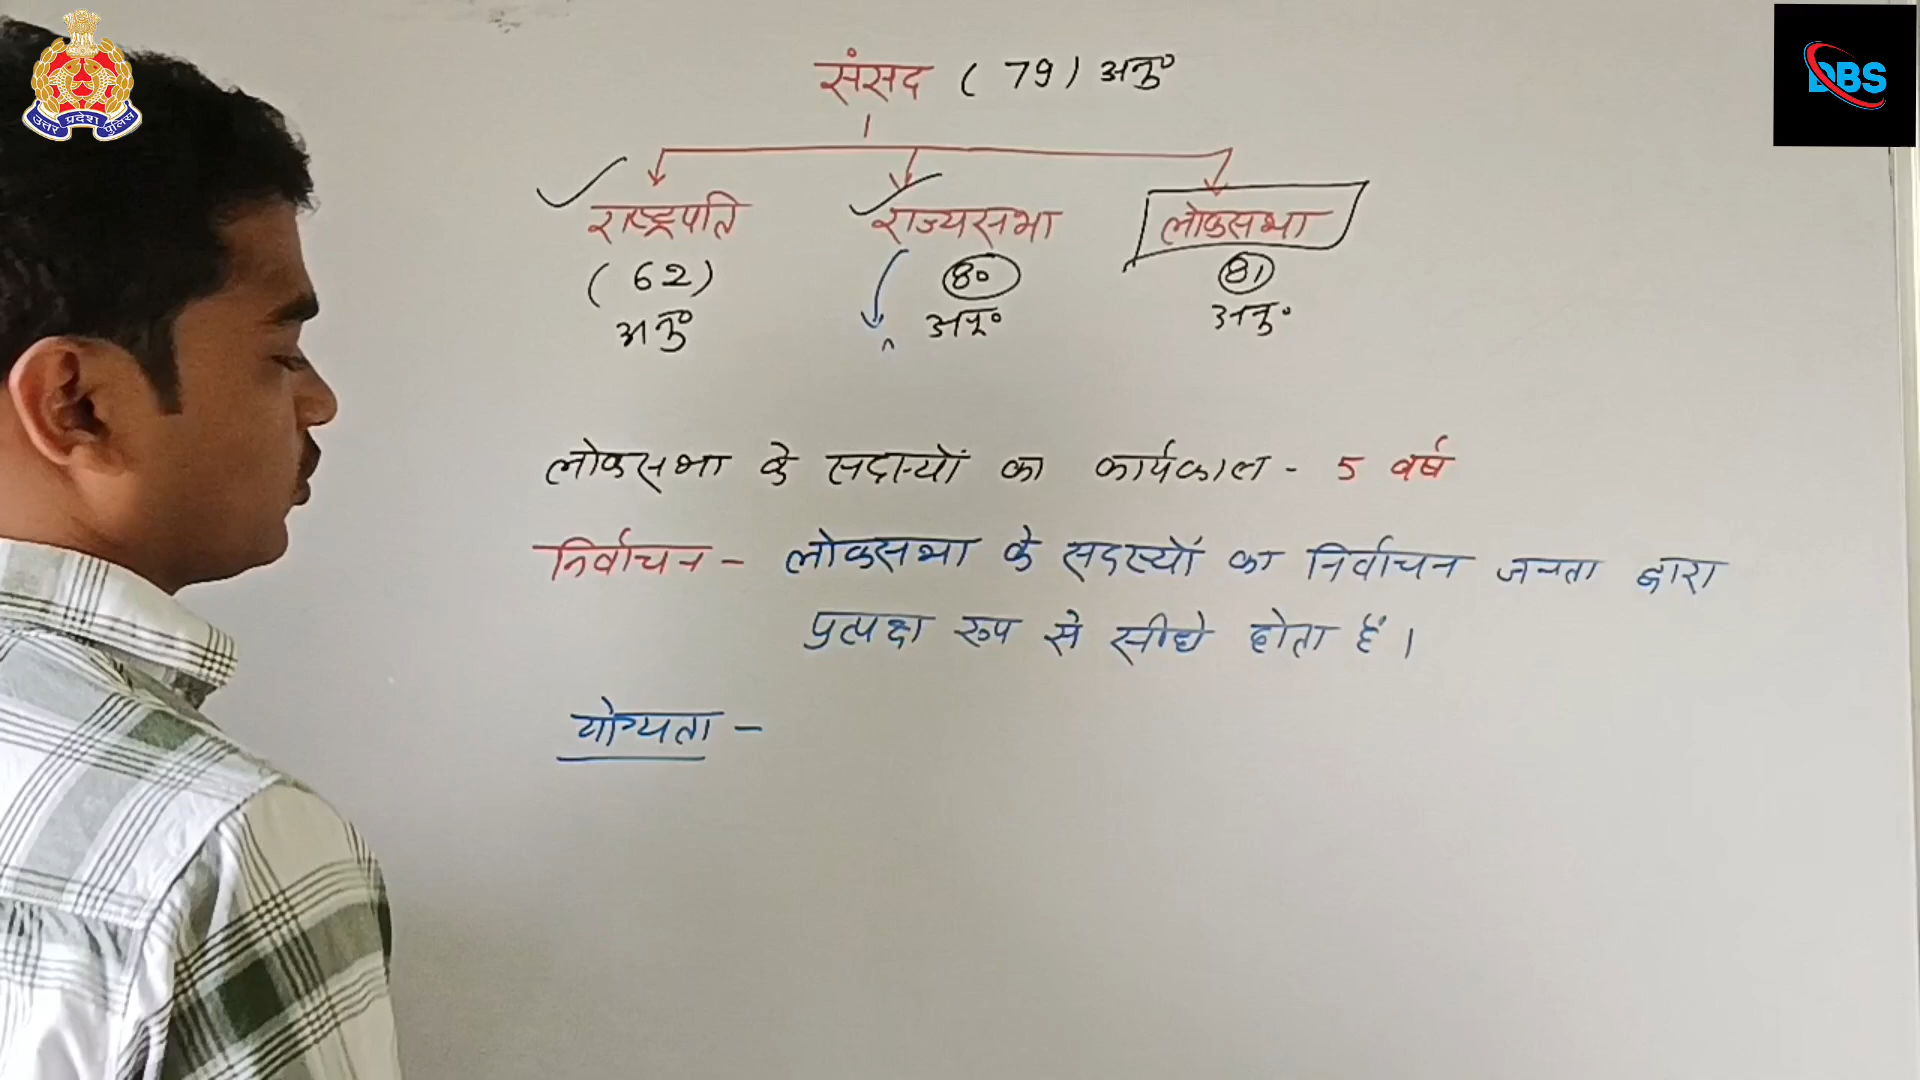 उत्तर प्रदेश पुलिस
DBS
संसद ( 79 ) अनु०
राष्ट्रपति राज्यसभा लोकसभा
( 62 ) 80 81
अनु० अनु० अनु०
लोकसभा के सदस्यों का कार्यकाल - 5 वर्ष
निर्वाचन - लोकसभा के सदस्यों का निर्वाचन जनता द्वारा
प्रत्यक्ष रूप से सीधे होता हैं ।
योग्यता -